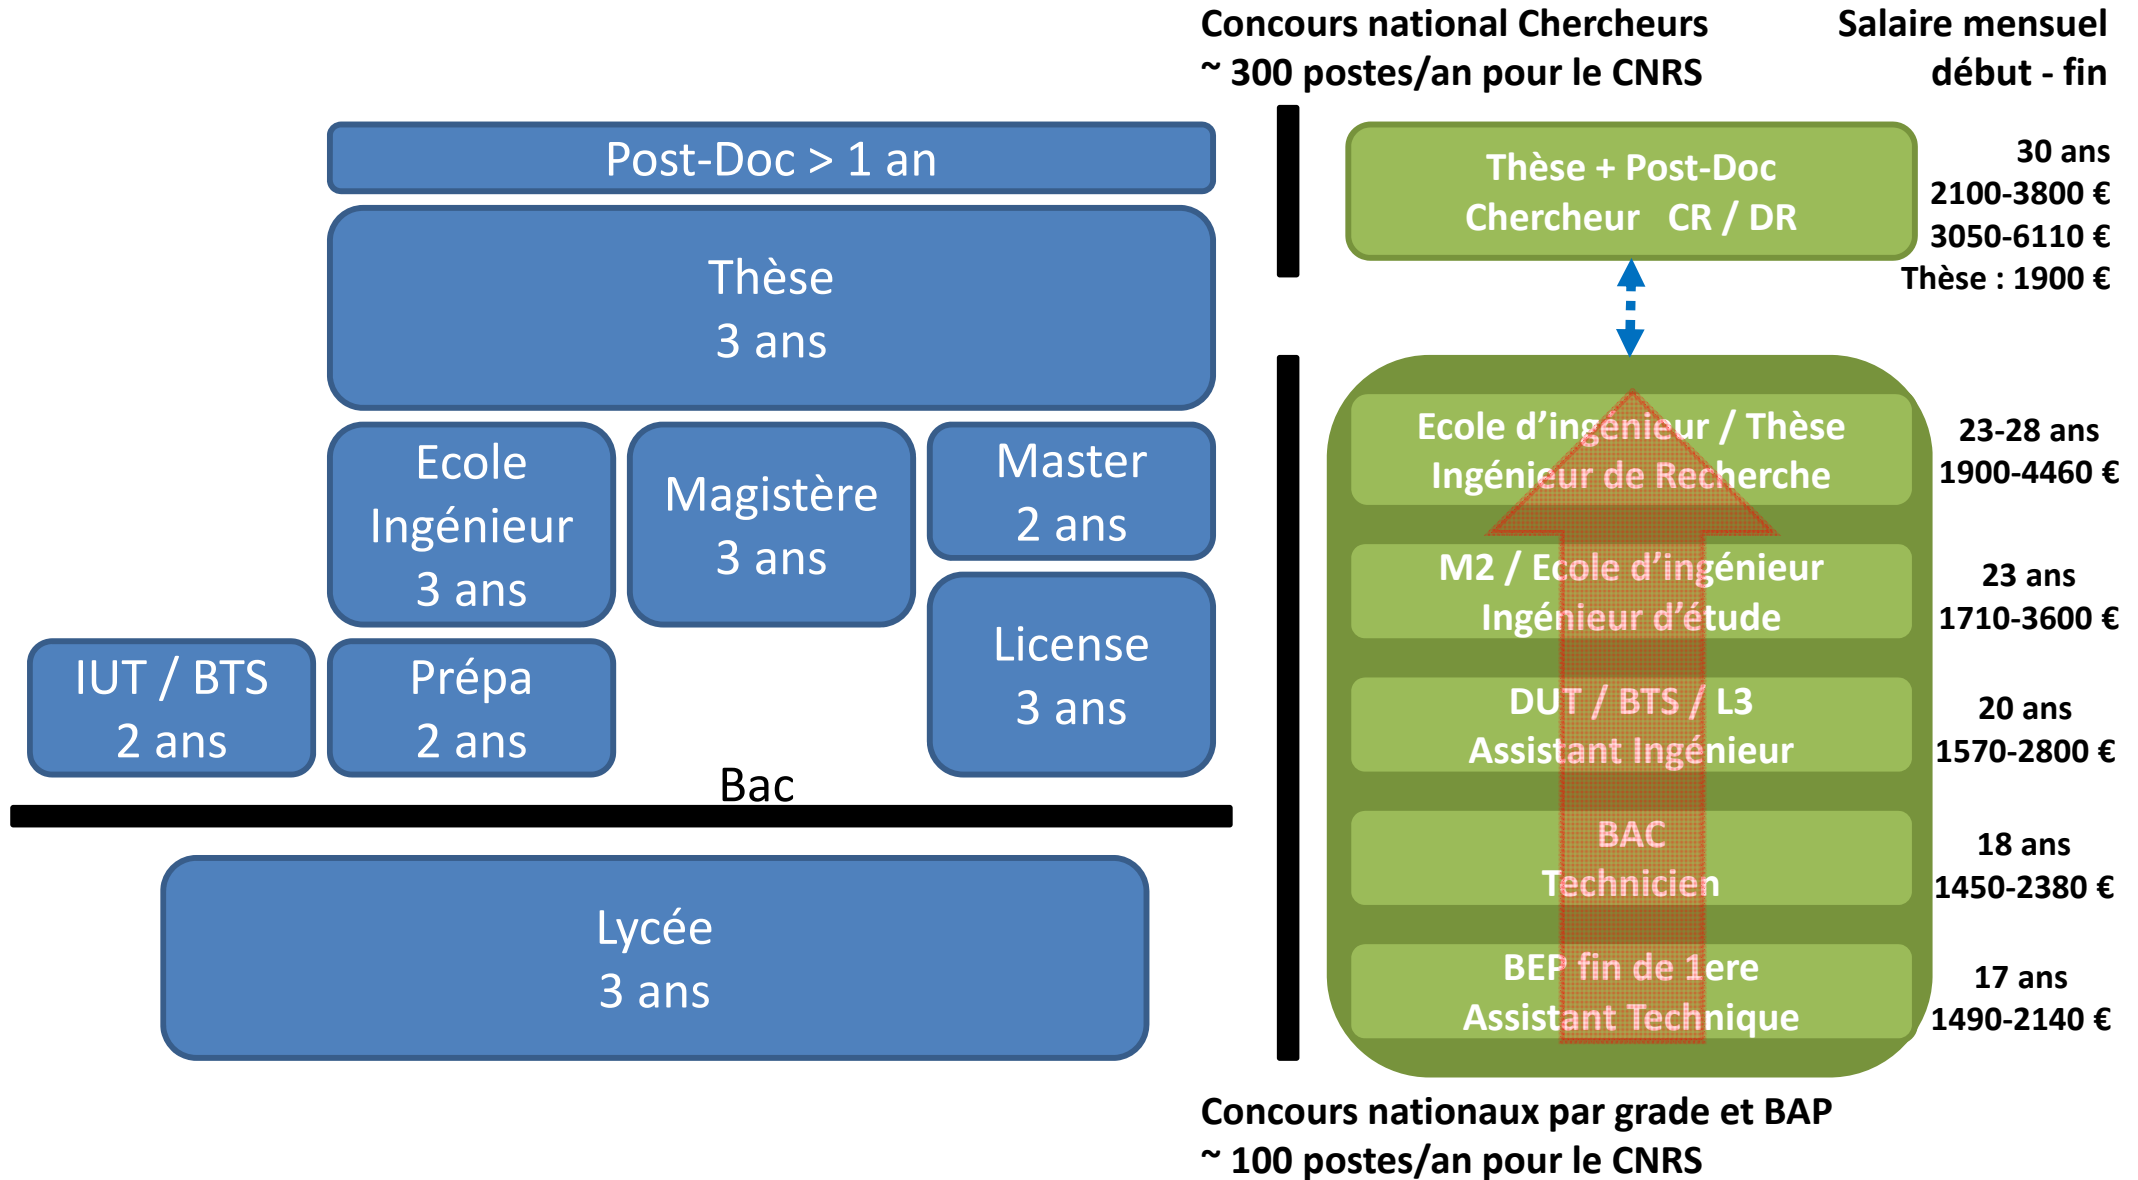 Concours national Chercheurs
~ 300 postes/an pour le CNRS
Salaire mensuel
début - fin
Post-Doc > 1 an
Thèse
3 ans
Ecole
Ingénieur
3 ans
Magistère
3 ans
Master
2 ans
License
3 ans
IUT / BTS
2 ans
Prépa
2 ans
Bac
Lycée
3 ans
Thèse + Post-Doc
Chercheur CR / DR
30 ans
2100-3800 €
3050-6110 €
Thèse : 1900 €
Ecole d'ingénieur / Thèse
Ingénieur de Recherche
23-28 ans
1900-4460 €
M2 / Ecole d'ingénieur
Ingénieur d'étude
23 ans
1710-3600 €
DUT / BTS / L3
Assistant Ingénieur
20 ans
1570-2800 €
BAC
Technicien
18 ans
1450-2380 €
BEP fin de 1ere
Assistant Technique
17 ans
1490-2140 €
Concours nationaux par grade et BAP
~ 100 postes/an pour le CNRS